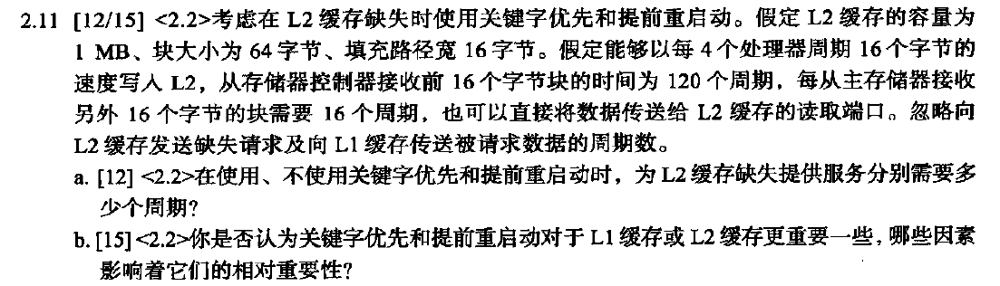 2.11 [12/15] <2.2>考虑在 L2 缓存缺失时使用关键字优先和提前重启动。假定 L2 缓存的容量为
1 MB、块大小为 64 字节、填充路径宽 16 字节。假定能够以每 4 个处理器周期 16 个字节的
速度写入 L2，从存储器控制器接收前 16 个字节块的时间为 120 个周期，每从主存储器接收
另外 16 个字节的块需要 16 个周期，也可以直接将数据传送给 L2 缓存的读取端口。忽略向
L2 缓存发送缺失请求及向 L1 缓存传送被请求数据的周期数。
a. [12] <2.2>在使用、不使用关键字优先和提前重启动时，为 L2 缓存缺失提供服务分别需要多
少个周期?
b. [15] <2.2>你是否认为关键字优先和提前重启动对于 L1 缓存或 L2 缓存更重要一些，哪些因素
影响着它们的相对重要性?